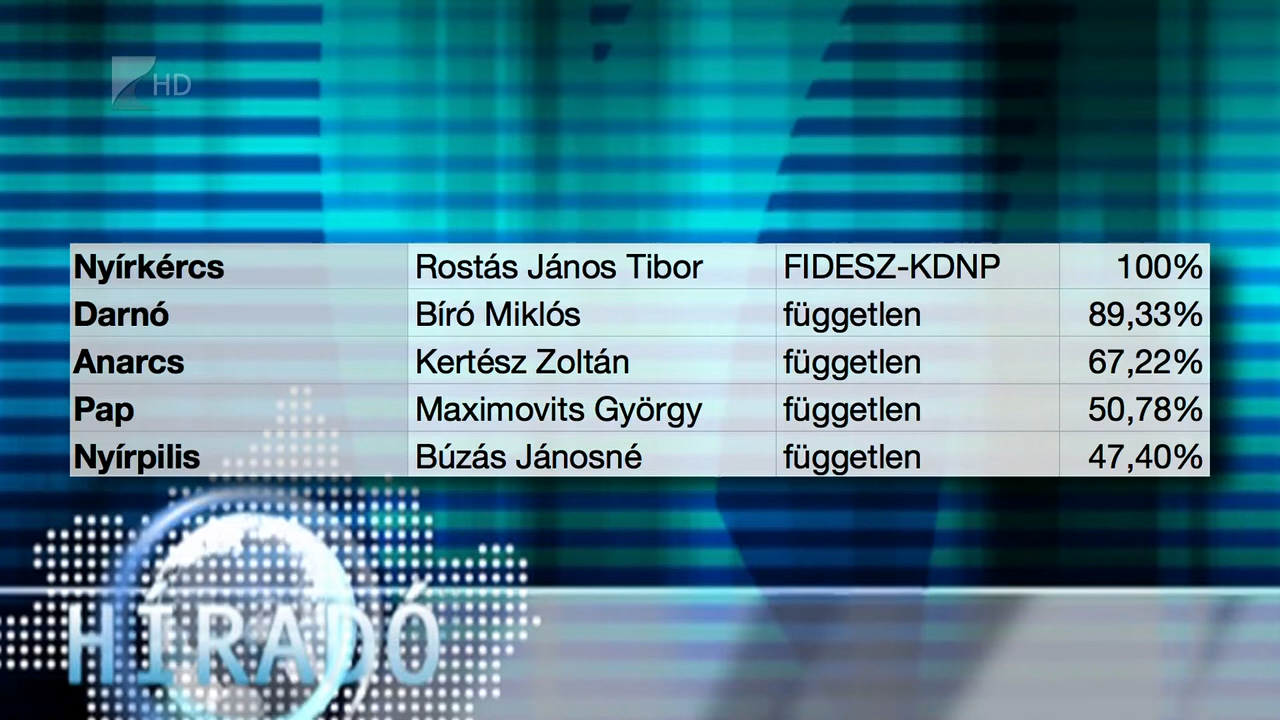 HD
Nyírkércs Rostás János Tibor FIDESZ-KDNP 100%
Darnó Bíró Miklós független 89,33%
Anarcs Kertész Zoltán független 67,22%
Pap Maximovits György független 50,78%
Nyírpilis Búzás Jánosné független 47,40%
HÍRADÓ